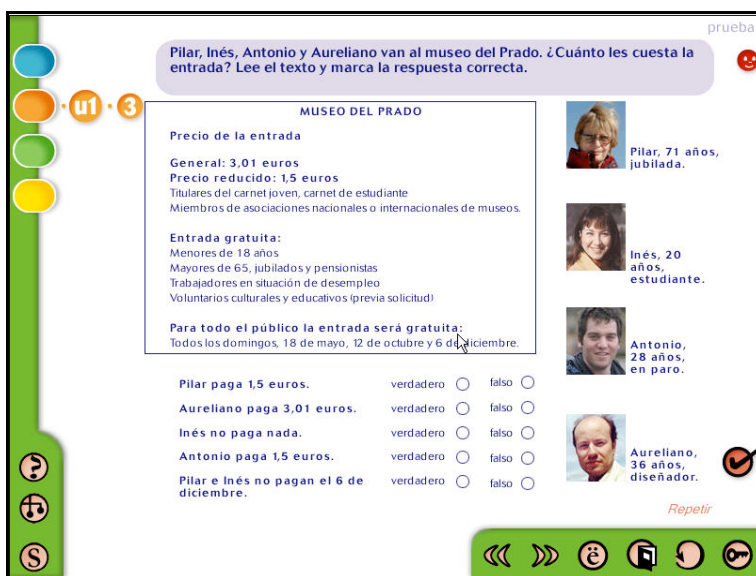 prueba
Pilar, Inés, Antonio y Aureliano van al museo del Prado. ¿Cuánto les cuesta la
entrada? Lee el texto y marca la respuesta correcta.
u1 · 3
MUSEO DEL PRADO
Precio de la entrada
General: 3,01 euros
Precio reducido: 1,5 euros
Titulares del carnet joven, carnet de estudiante
Miembros de asociaciones nacionales o internacionales de museos.
Entrada gratuita:
Menores de 18 años
Mayores de 65, jubilados y pensionistas
Trabajadores en situación de desempleo
Voluntarios culturales y educativos (previa solicitud)
Para todo el público la entrada será gratuita:
Todos los domingos, 18 de mayo, 12 de octubre y 6 de diciembre.
Pilar, 71 años,
jubilada.
Inés, 20
años,
estudiante.
Antonio,
28 años,
en paro.
Aureliano,
36 años,
diseñador.
Pilar paga 1,5 euros. verdadero falso
Aureliano paga 3,01 euros. verdadero falso
Inés no paga nada. verdadero falso
Antonio paga 1,5 euros. verdadero falso
Pilar e Inés no pagan el 6 de verdadero falso
diciembre.
Repetir
?
S
ë